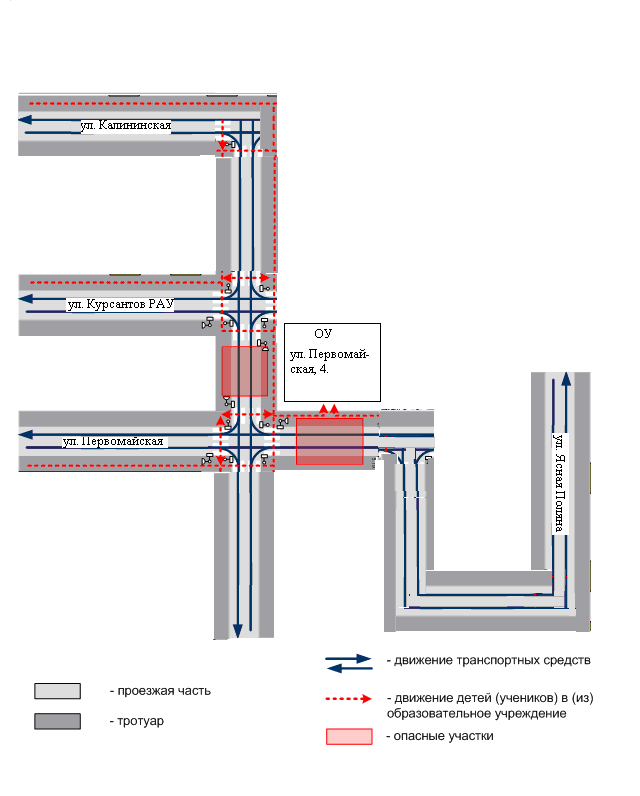 ул. Калининская
ул. Курсантов РАУ
ОУ
ул. Первомай-
ская, 4.
ул. Первомайская
ул. Ясная Поляна
- движение транспортных средств
- проезжая часть
- движение детей (учеников) в (из)
образовательное учреждение
- тротуар
- опасные участки